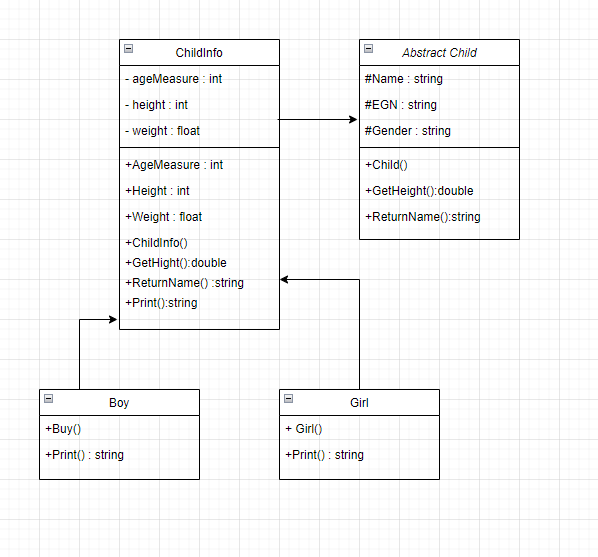 ChildInfo
- ageMeasure : int
- height : int
- weight : float
+AgeMeasure : int
+Height : int
+Weight : float
+ChildInfo()
+GetHight():double
+ReturnName() :string
+Print():string
Abstract Child
#Name : string
#EGN : string
#Gender : string
+Child()
+GetHeight():double
+ReturnName():string
Boy
+Buy()
+Print() : string
Girl
+ Girl()
+Print() : string